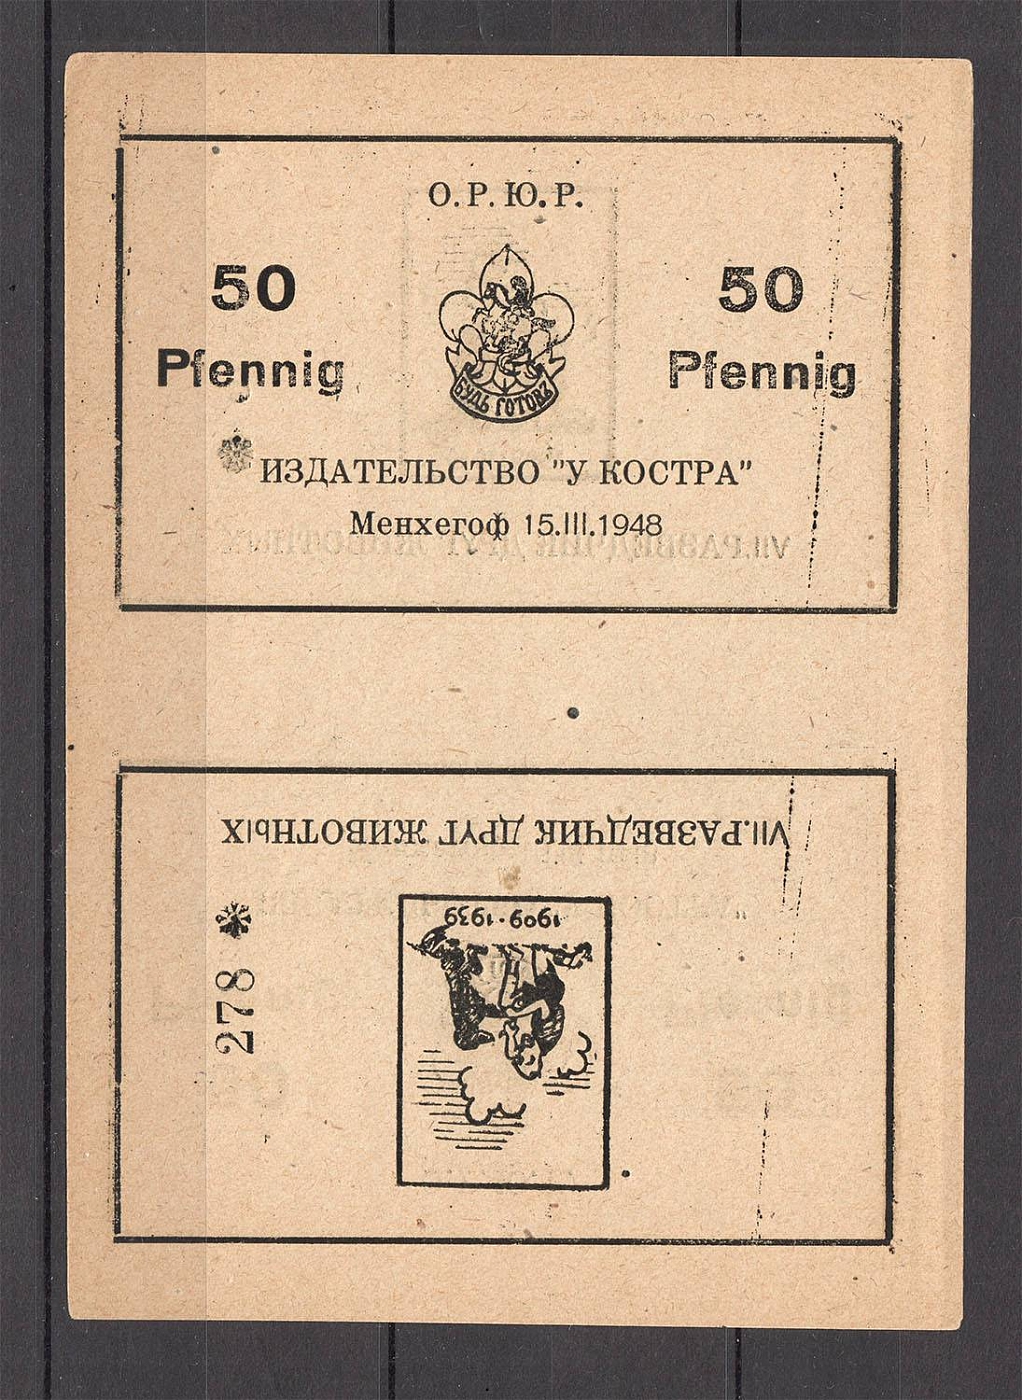 О. Р. Ю. Р.
50 50
Pfennig Pfennig
БУДЬ ГОТОВЪ
ИЗДАТЕЛЬСТВО "У КОСТРА"
Менхегоф 15.III.1948
VII. РАЗВЕДЧИК ДРУГ ЖИВОТНЫХ
1909·1939
278 *